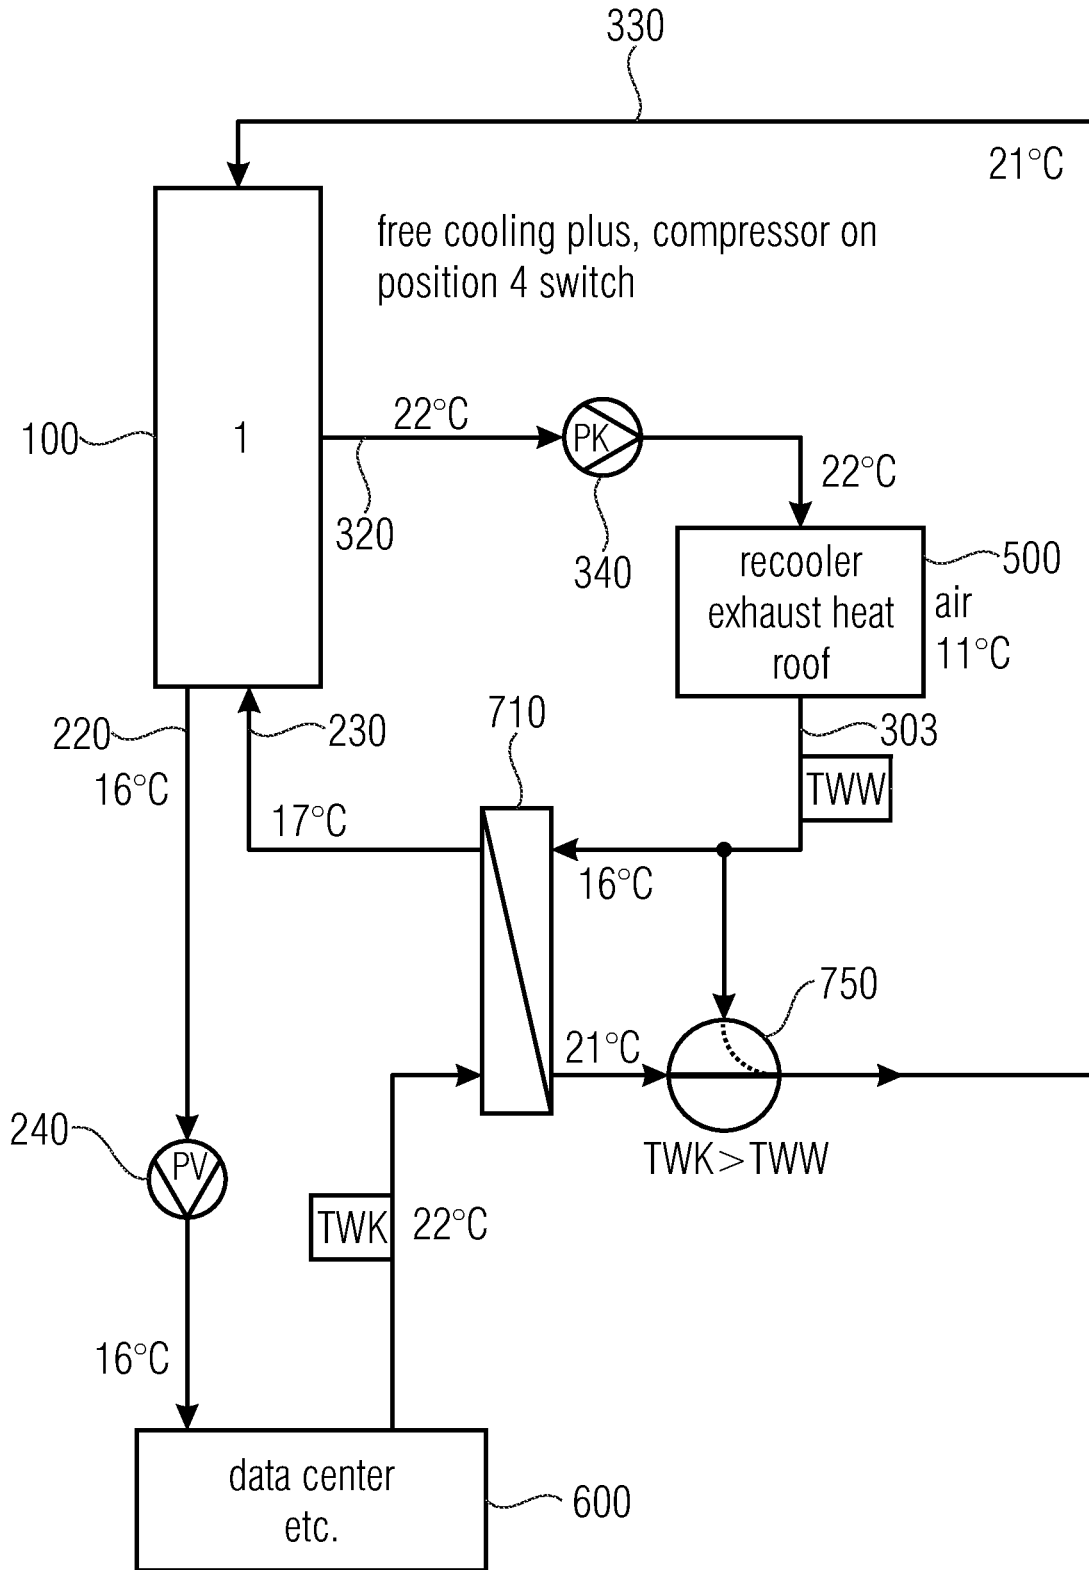 330
21°C
free cooling plus, compressor on
position 4 switch
100
1
22°C
PK
22°C
320
340
recooler
exhaust heat
roof
500
air
11°C
220
230
710
303
16°C
TWW
17°C
16°C
750
21°C
240
PV
TWK>TWW
TWK
22°C
16°C
data center
etc.
600